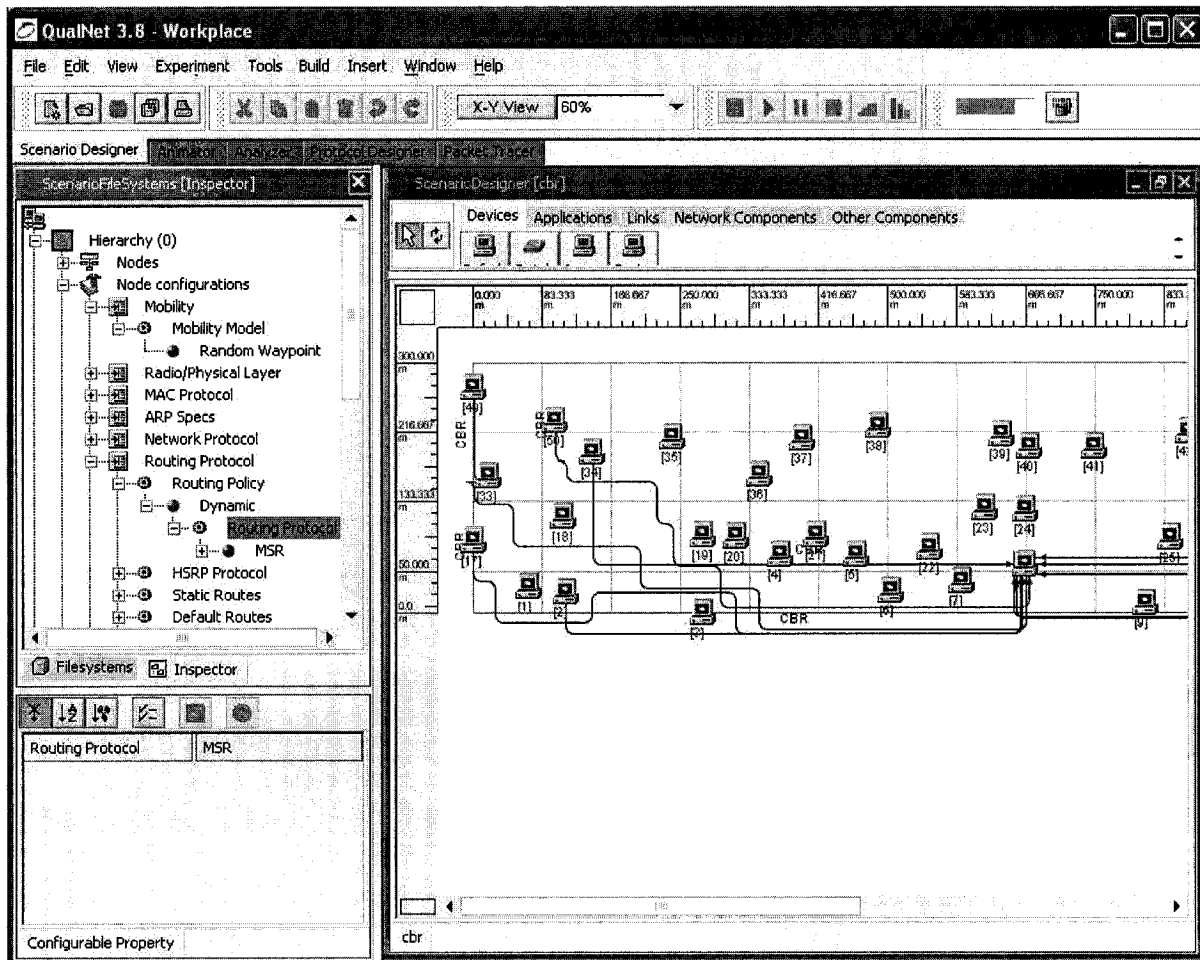 QualNet 3.8 - Workplace
File Edit View Experiment Tools Build Insert Window Help
X-Y View 60%
Scenario Designer Animator Analyzer Protocol Designer Packet Tracer
ScenarioFileSystems [Inspector]
Hierarchy (0)
Nodes
Node configurations
Mobility
Mobility Model
Random Waypoint
Radio/Physical Layer
MAC Protocol
ARP Specs
Network Protocol
Routing Protocol
Routing Policy
Dynamic
Routing Protocol
MSR
HSRP Protocol
Static Routes
Default Routes
Filesystems Inspector
Routing Protocol MSR
Configurable Property
ScenarioDesigner [cbr]
Devices Applications Links Network Components Other Components
0.000 m 83.333 m 166.667 m 250.000 m 333.333 m 416.667 m 500.000 m 583.333 m 666.667 m 750.000 m 833.
300.000 m
216.667 m
133.333 m
50.000 m
0.0 m
[49]
CBR CBR [50] [34] [35] [37] [38] [39] [40] [41]
[33] [36]
[18] [23] [24]
CBR [17] [19] [20] [4] CBR [21] [5] [22] [25]
[1] [2] [3] [6] [7] [9]
CBR
cbr